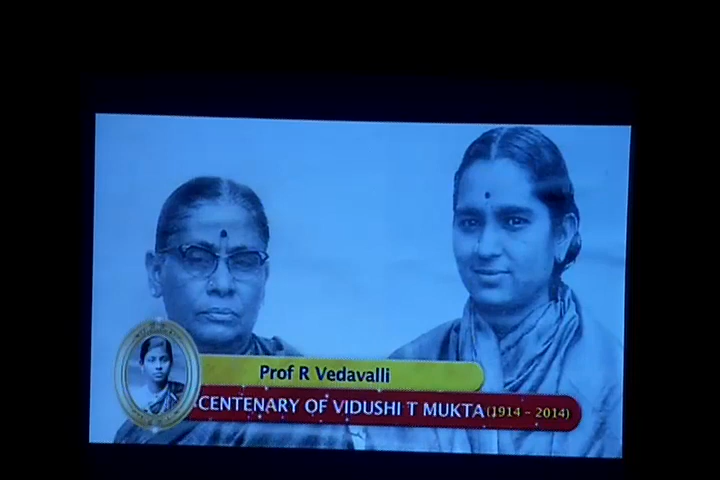 Prof R Vedavalli
CENTENARY OF VIDUSHI T MUKTA (1914 - 2014)